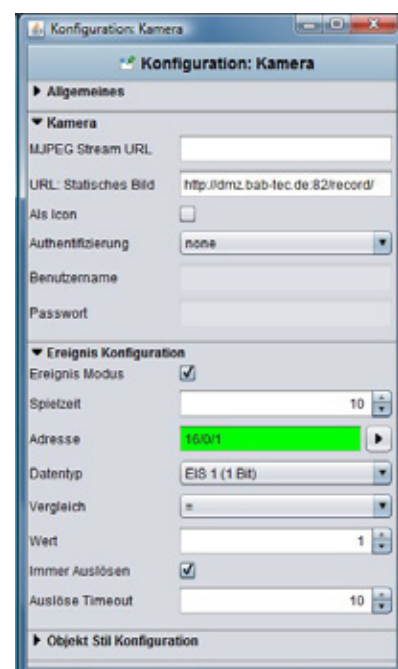 Konfiguration: Kamera
Konfiguration: Kamera
Allgemeines
Kamera
MJPEG Stream URL
URL: Statisches Bild http://dmz.bab-tec.de:82/record/
Als Icon
Authentifizierung none
Benutzername
Passwort
Ereignis Konfiguration
Ereignis Modus
Spielzeit 10
Adresse 16/0/1
Datentyp EIS 1 (1 Bit)
Vergleich =
Wert 1
Immer Auslösen
Auslöse Timeout 10
Objekt Stil Konfiguration